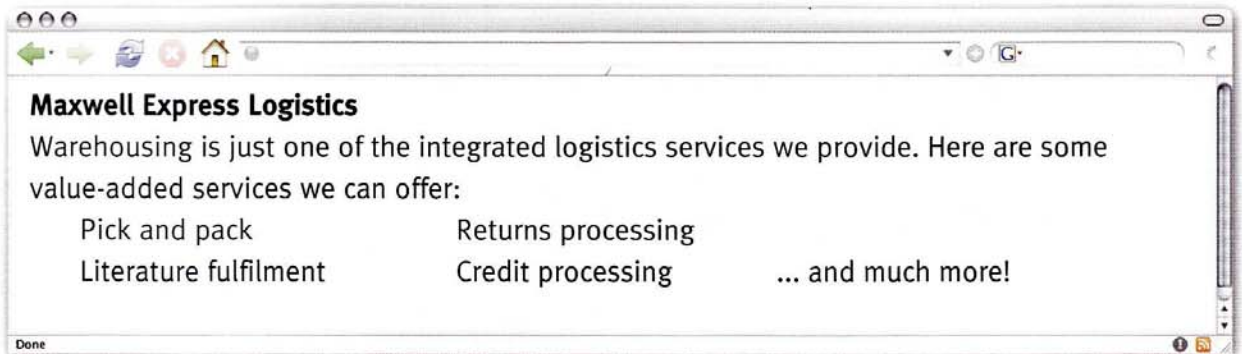 G
Maxwell Express Logistics
Warehousing is just one of the integrated logistics services we provide. Here are some
value-added services we can offer:
Pick and pack Returns processing
Literature fulfilment Credit processing ... and much more!
Done